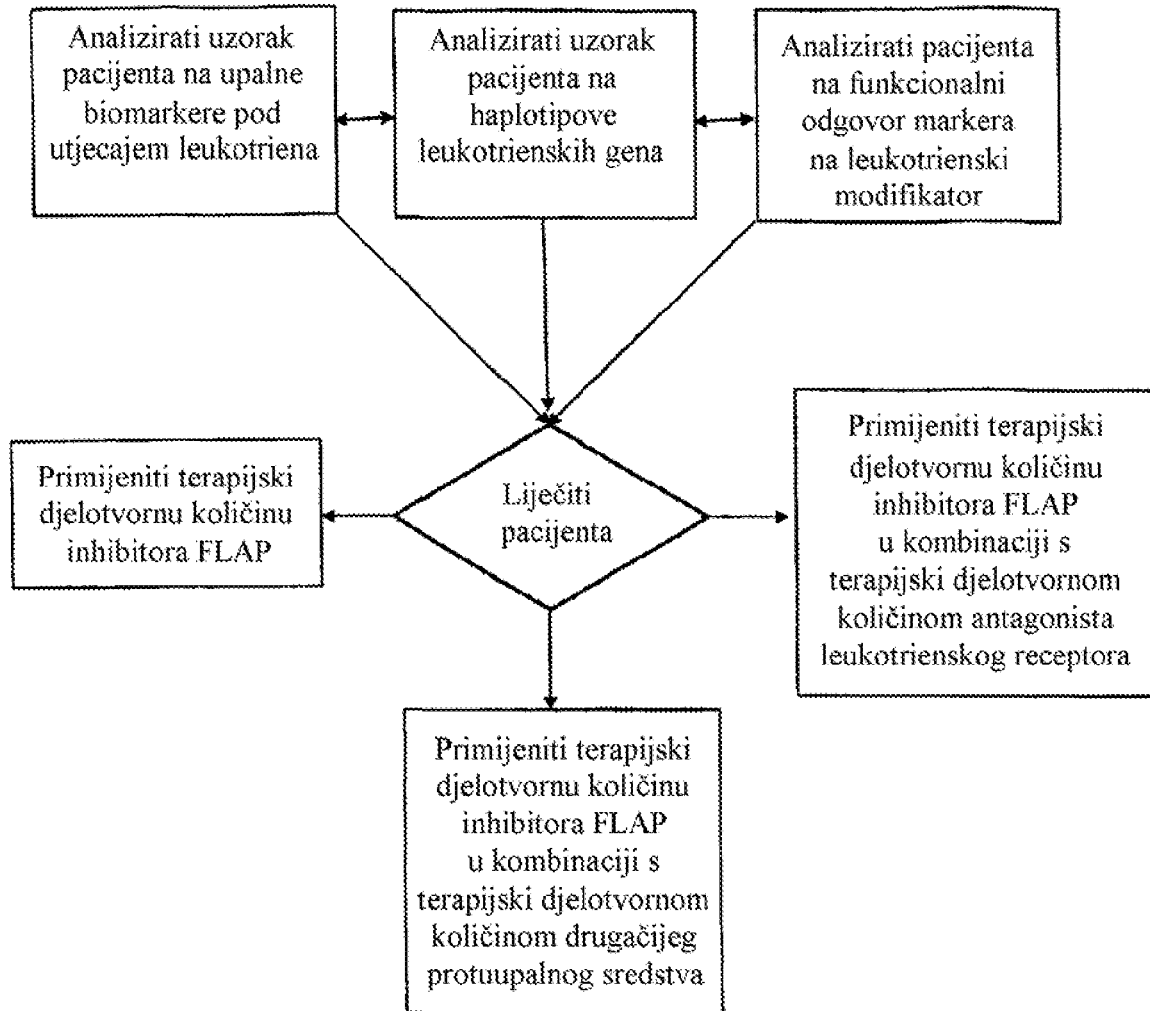 Analizirati uzorak
pacijenta na upalne
biomarkere pod
utjecajem leukotriena
Analizirati uzorak
pacijenta na
haplotipove
leukotrienskih gena
Analizirati pacijenta
na funkcionalni
odgovor markera
na leukotrienski
modifikator
Primijeniti terapijski
djelotvornu količinu
inhibitora FLAP
Liječiti
pacijenta
Primijeniti terapijski
djelotvornu količinu
inhibitora FLAP
u kombinaciji s
terapijski djelotvornom
količinom antagonista
leukotrienskog receptora
Primijeniti terapijski
djelotvornu količinu
inhibitora FLAP
u kombinaciji s
terapijski djelotvornom
količinom drugačijeg
protuupalnog sredstva